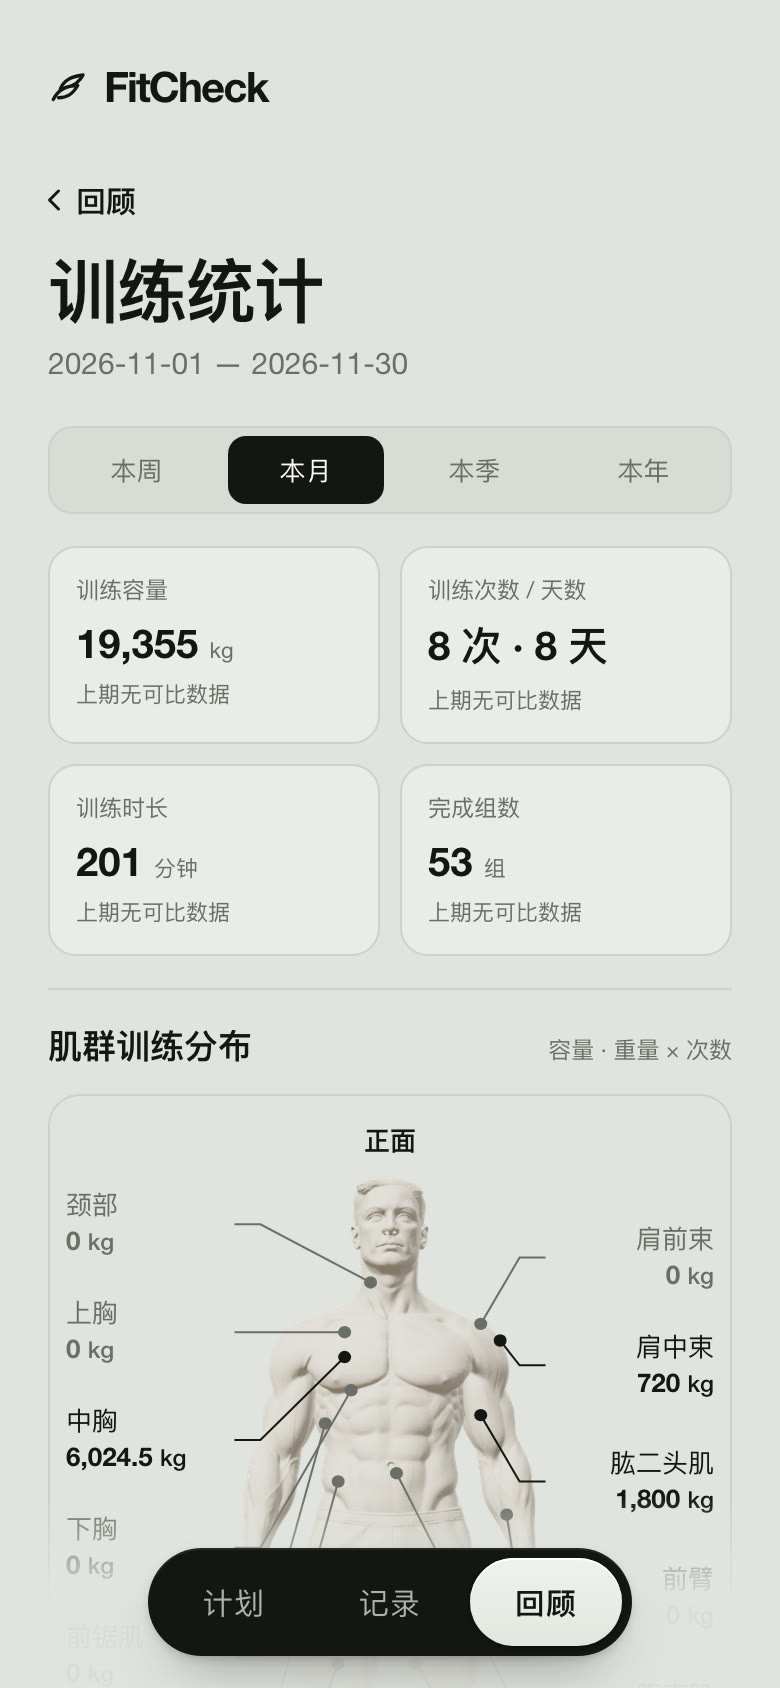 FitCheck
回顾
训练统计
2026-11-01 — 2026-11-30
本周 本月 本季 本年
训练容量
19,355 kg
上期无可比数据
训练次数 / 天数
8 次 · 8 天
上期无可比数据
训练时长
201 分钟
上期无可比数据
完成组数
53 组
上期无可比数据
肌群训练分布
容量 · 重量 × 次数
正面
颈部
0 kg
上胸
0 kg
中胸
6,024.5 kg
下胸
0 kg
前锯肌
0 kg
肩前束
0 kg
肩中束
720 kg
肱二头肌
1,800 kg
前臂
0 kg
计划 记录 回顾